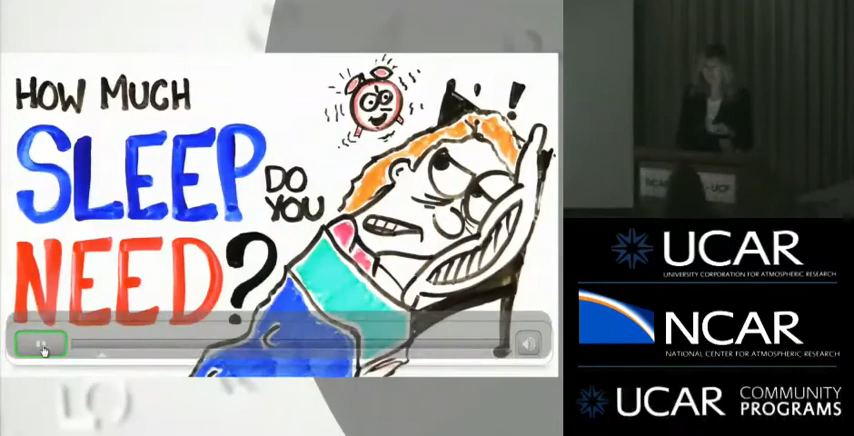 HOW MUCH
SLEEP DO
YOU
NEED?
!
UCAR
UNIVERSITY CORPORATION FOR ATMOSPHERIC RESEARCH
NCAR
NATIONAL CENTER FOR ATMOSPHERIC RESEARCH
UCAR COMMUNITY
PROGRAMS